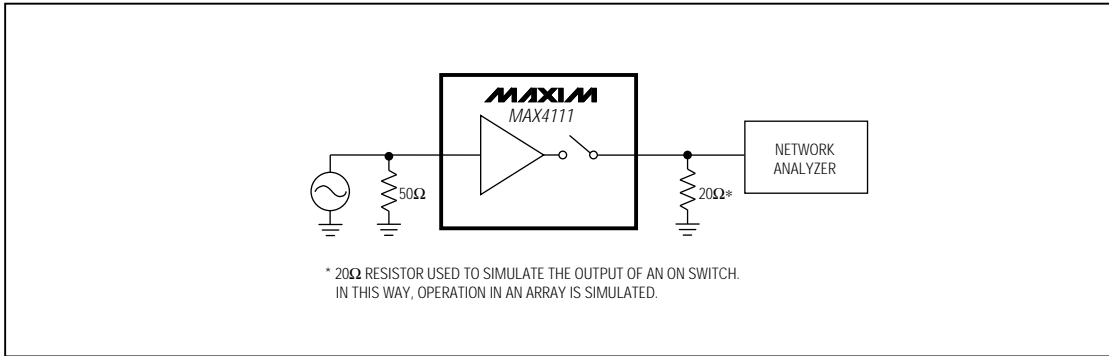 MAXIM
MAX4111
NETWORK
ANALYZER
50Ω
20Ω*
* 20Ω RESISTOR USED TO SIMULATE THE OUTPUT OF AN ON SWITCH.
IN THIS WAY, OPERATION IN AN ARRAY IS SIMULATED.